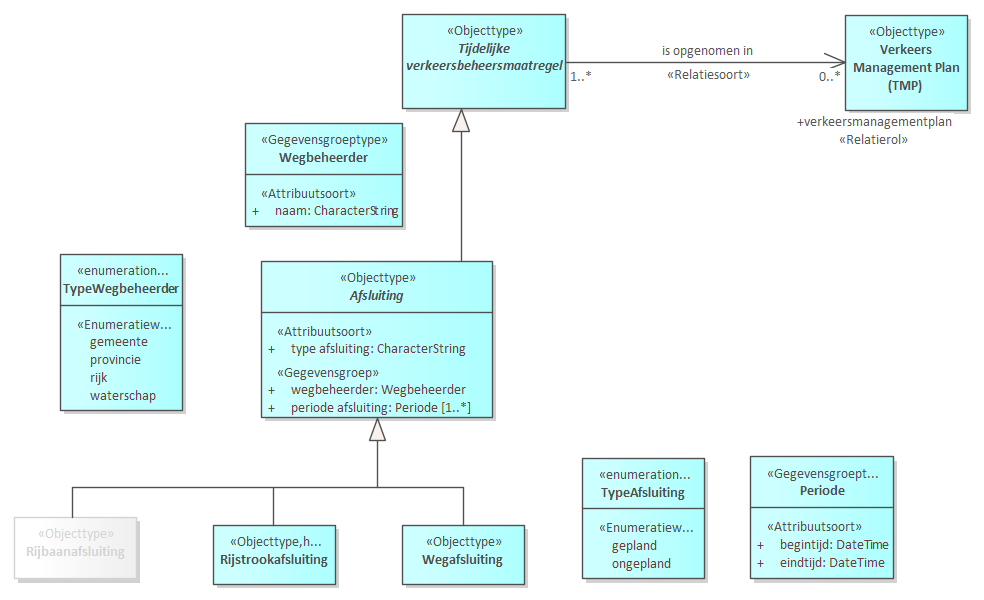 «Objecttype»
Tijdelijke
verkeersbeheersmaatregel
is opgenomen in
1..*
«Relatiesoort»
0..*
«Objecttype»
Verkeers
Management Plan
(TMP)
+verkeersmanagementplan
«Relatierol»
«Gegevensgroeptype»
Wegbeheerder
«Attribuutsoort»
+ naam: CharacterString
«enumeration...
TypeWegbeheerder
«Enumeratiew...
gemeente
provincie
rijk
waterschap
«Objecttype»
Afsluiting
«Attribuutsoort»
+ type afsluiting: CharacterString
«Gegevensgroep»
+ wegbeheerder: Wegbeheerder
+ periode afsluiting: Periode [1..*]
«Objecttype»
Rijbaanafsluiting
«Objecttype,h...
Rijstrookafsluiting
«Objecttype»
Wegafsluiting
«enumeration...
TypeAfsluiting
«Enumeratiew...
gepland
ongepland
«Gegevensgroept...
Periode
«Attribuutsoort»
+ begintijd: DateTime
+ eindtijd: DateTime